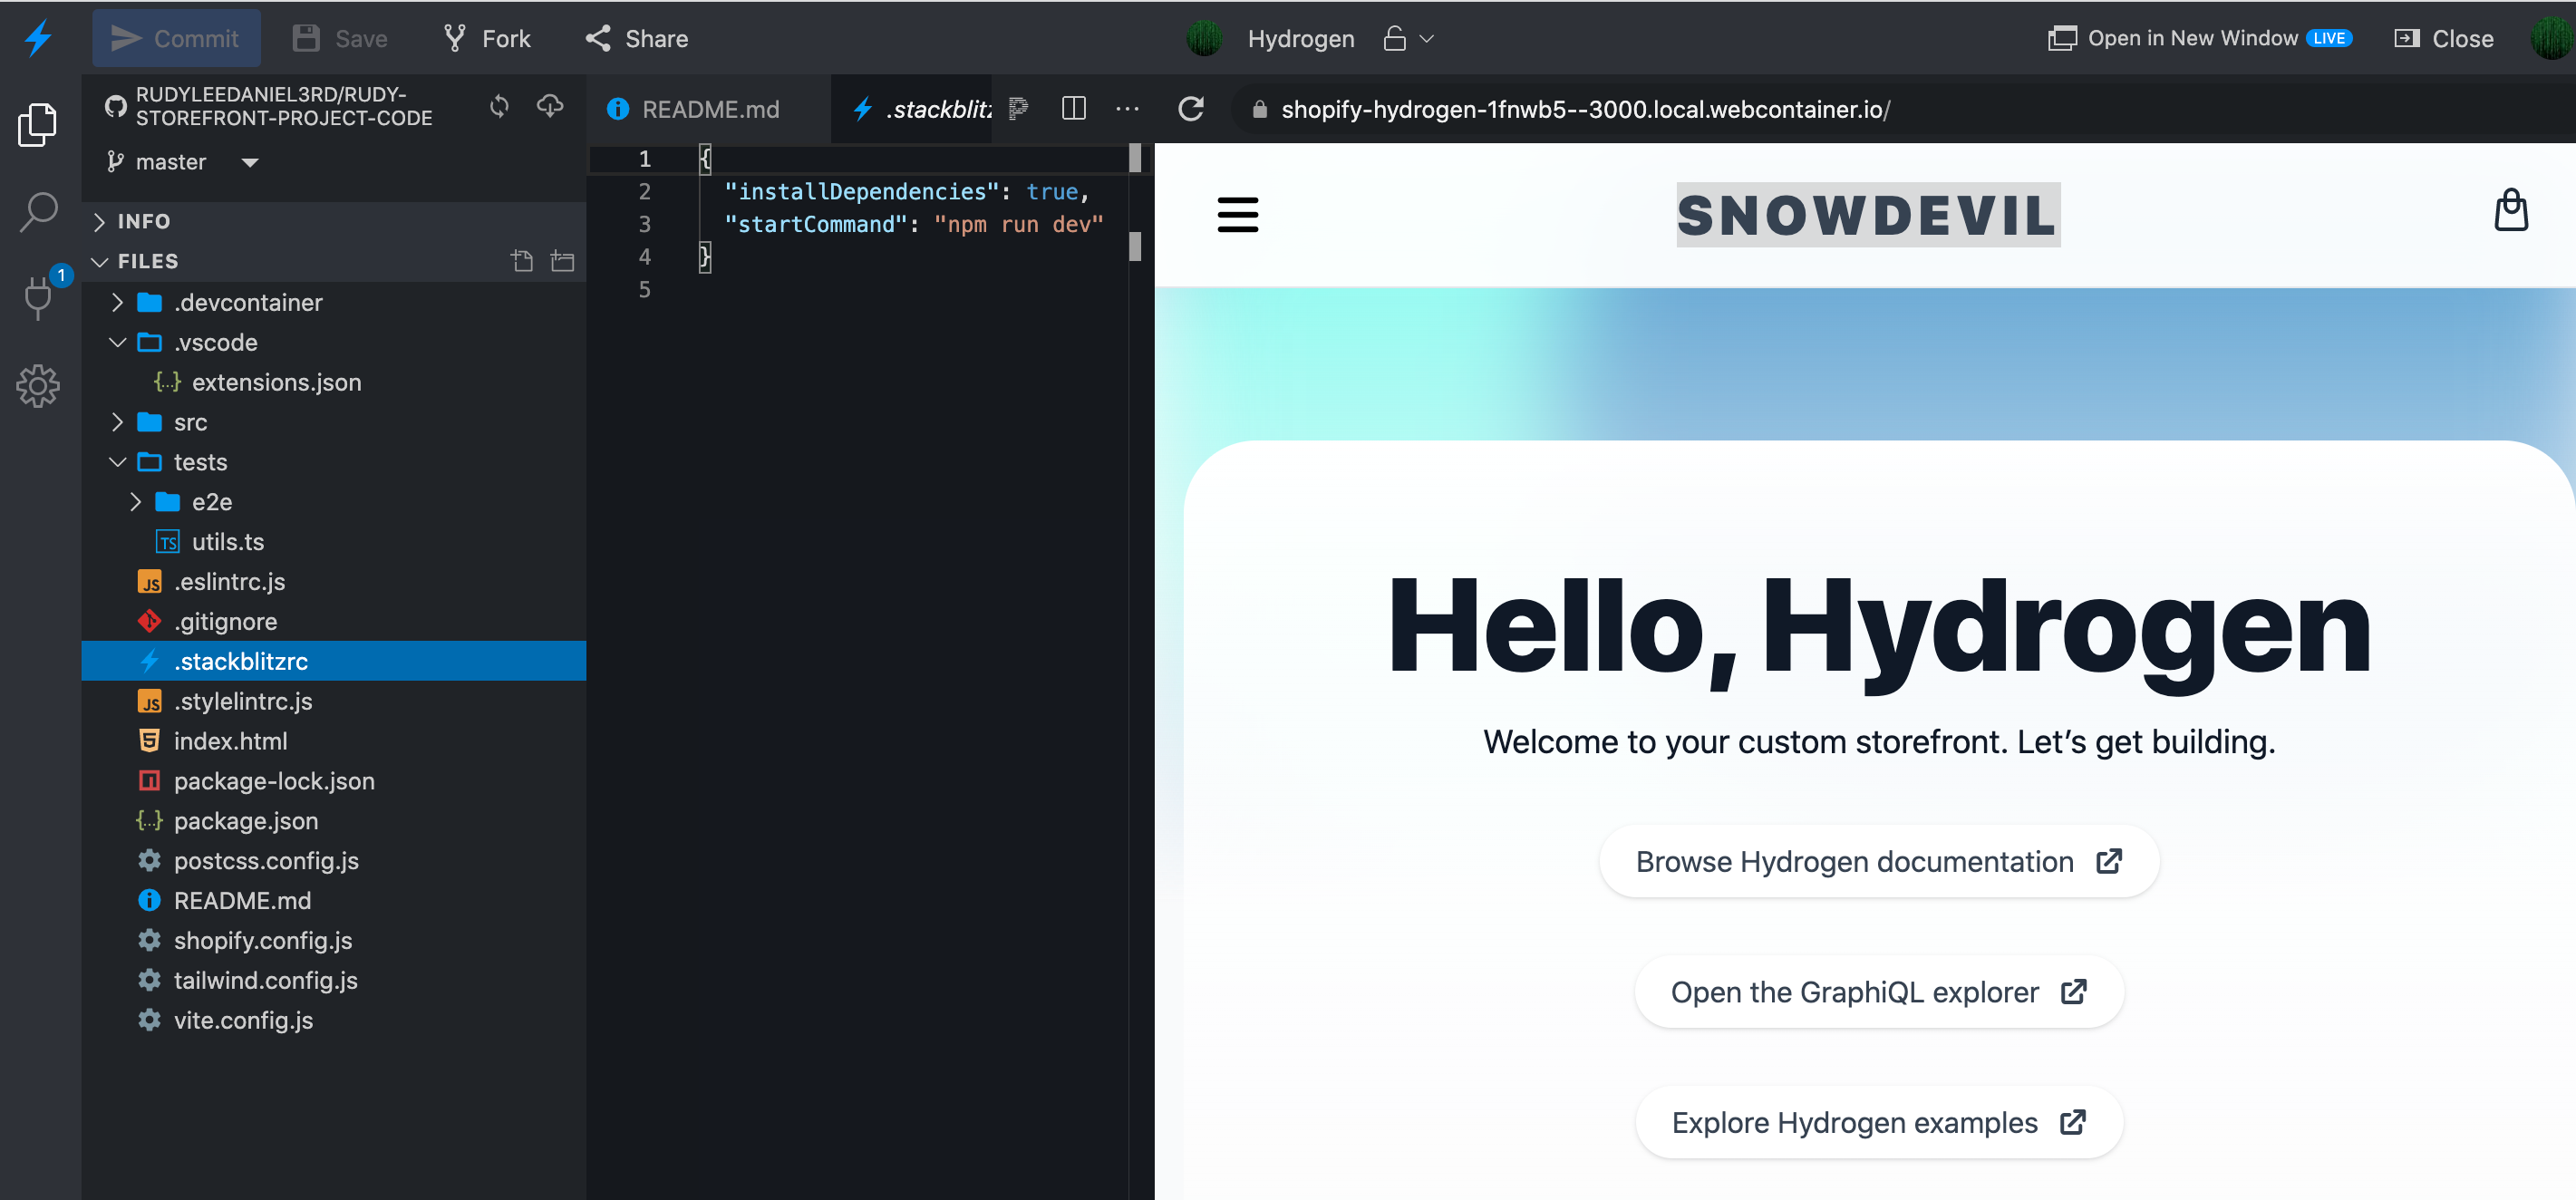 Commit Save Fork Share Hydrogen Open in New Window LIVE Close
RUDYLEEDANIEL3RD/RUDY-
STOREFRONT-PROJECT-CODE
master
1
INFO
FILES
.devcontainer
.vscode
{..} extensions.json
src
tests
e2e
TS utils.ts
JS .eslintrc.js
.gitignore
.stackblitzrc
JS .stylelintrc.js
5 index.html
package-lock.json
{..} package.json
postcss.config.js
README.md
shopify.config.js
tailwind.config.js
vite.config.js
README.md .stackblitz
1 {
2 "installDependencies": true,
3 "startCommand": "npm run dev"
4 }
5
shopify-hydrogen-1fnwb5--3000.local.webcontainer.io/
SNOWDEVIL
Hello, Hydrogen
Welcome to your custom storefront. Let’s get building.
Browse Hydrogen documentation
Open the GraphiQL explorer
Explore Hydrogen examples